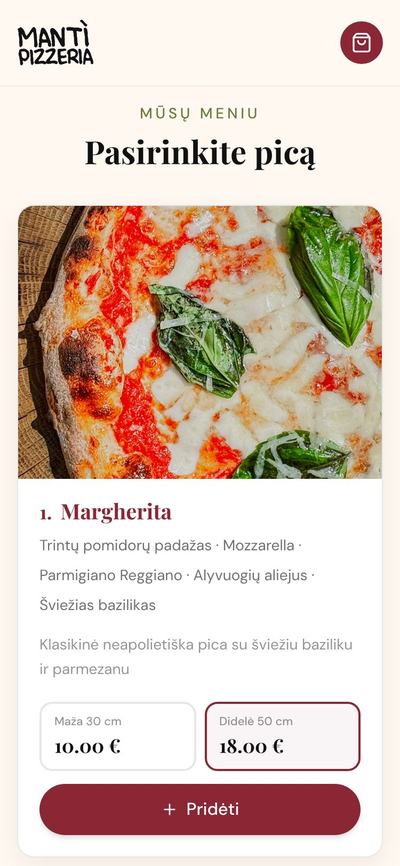 MANTÌ
PIZZERIA
MŪSŲ MENIU
Pasirinkite picą
1. Margherita
Trintų pomidorų padažas · Mozzarella ·
Parmigiano Reggiano · Alyvuogių aliejus ·
Šviežias bazilikas
Klasikinė neapolietiška pica su šviežiu baziliku
ir parmezanu
Maža 30 cm
10.00 €
Didelė 50 cm
18.00 €
+ Pridėti